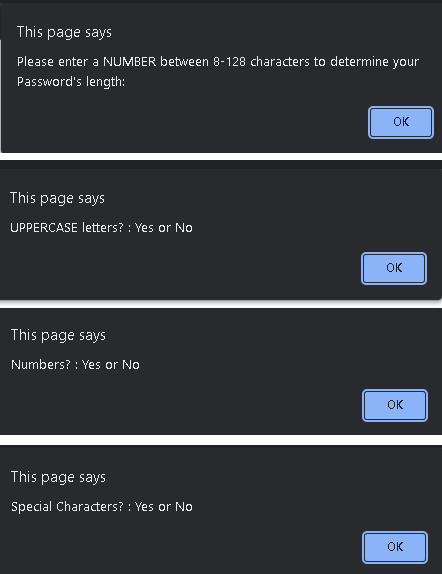 This page says
Please enter a NUMBER between 8-128 characters to determine your
Password's length:
OK
This page says
UPPERCASE letters? : Yes or No
OK
This page says
Numbers? : Yes or No
OK
This page says
Special Characters? : Yes or No
OK